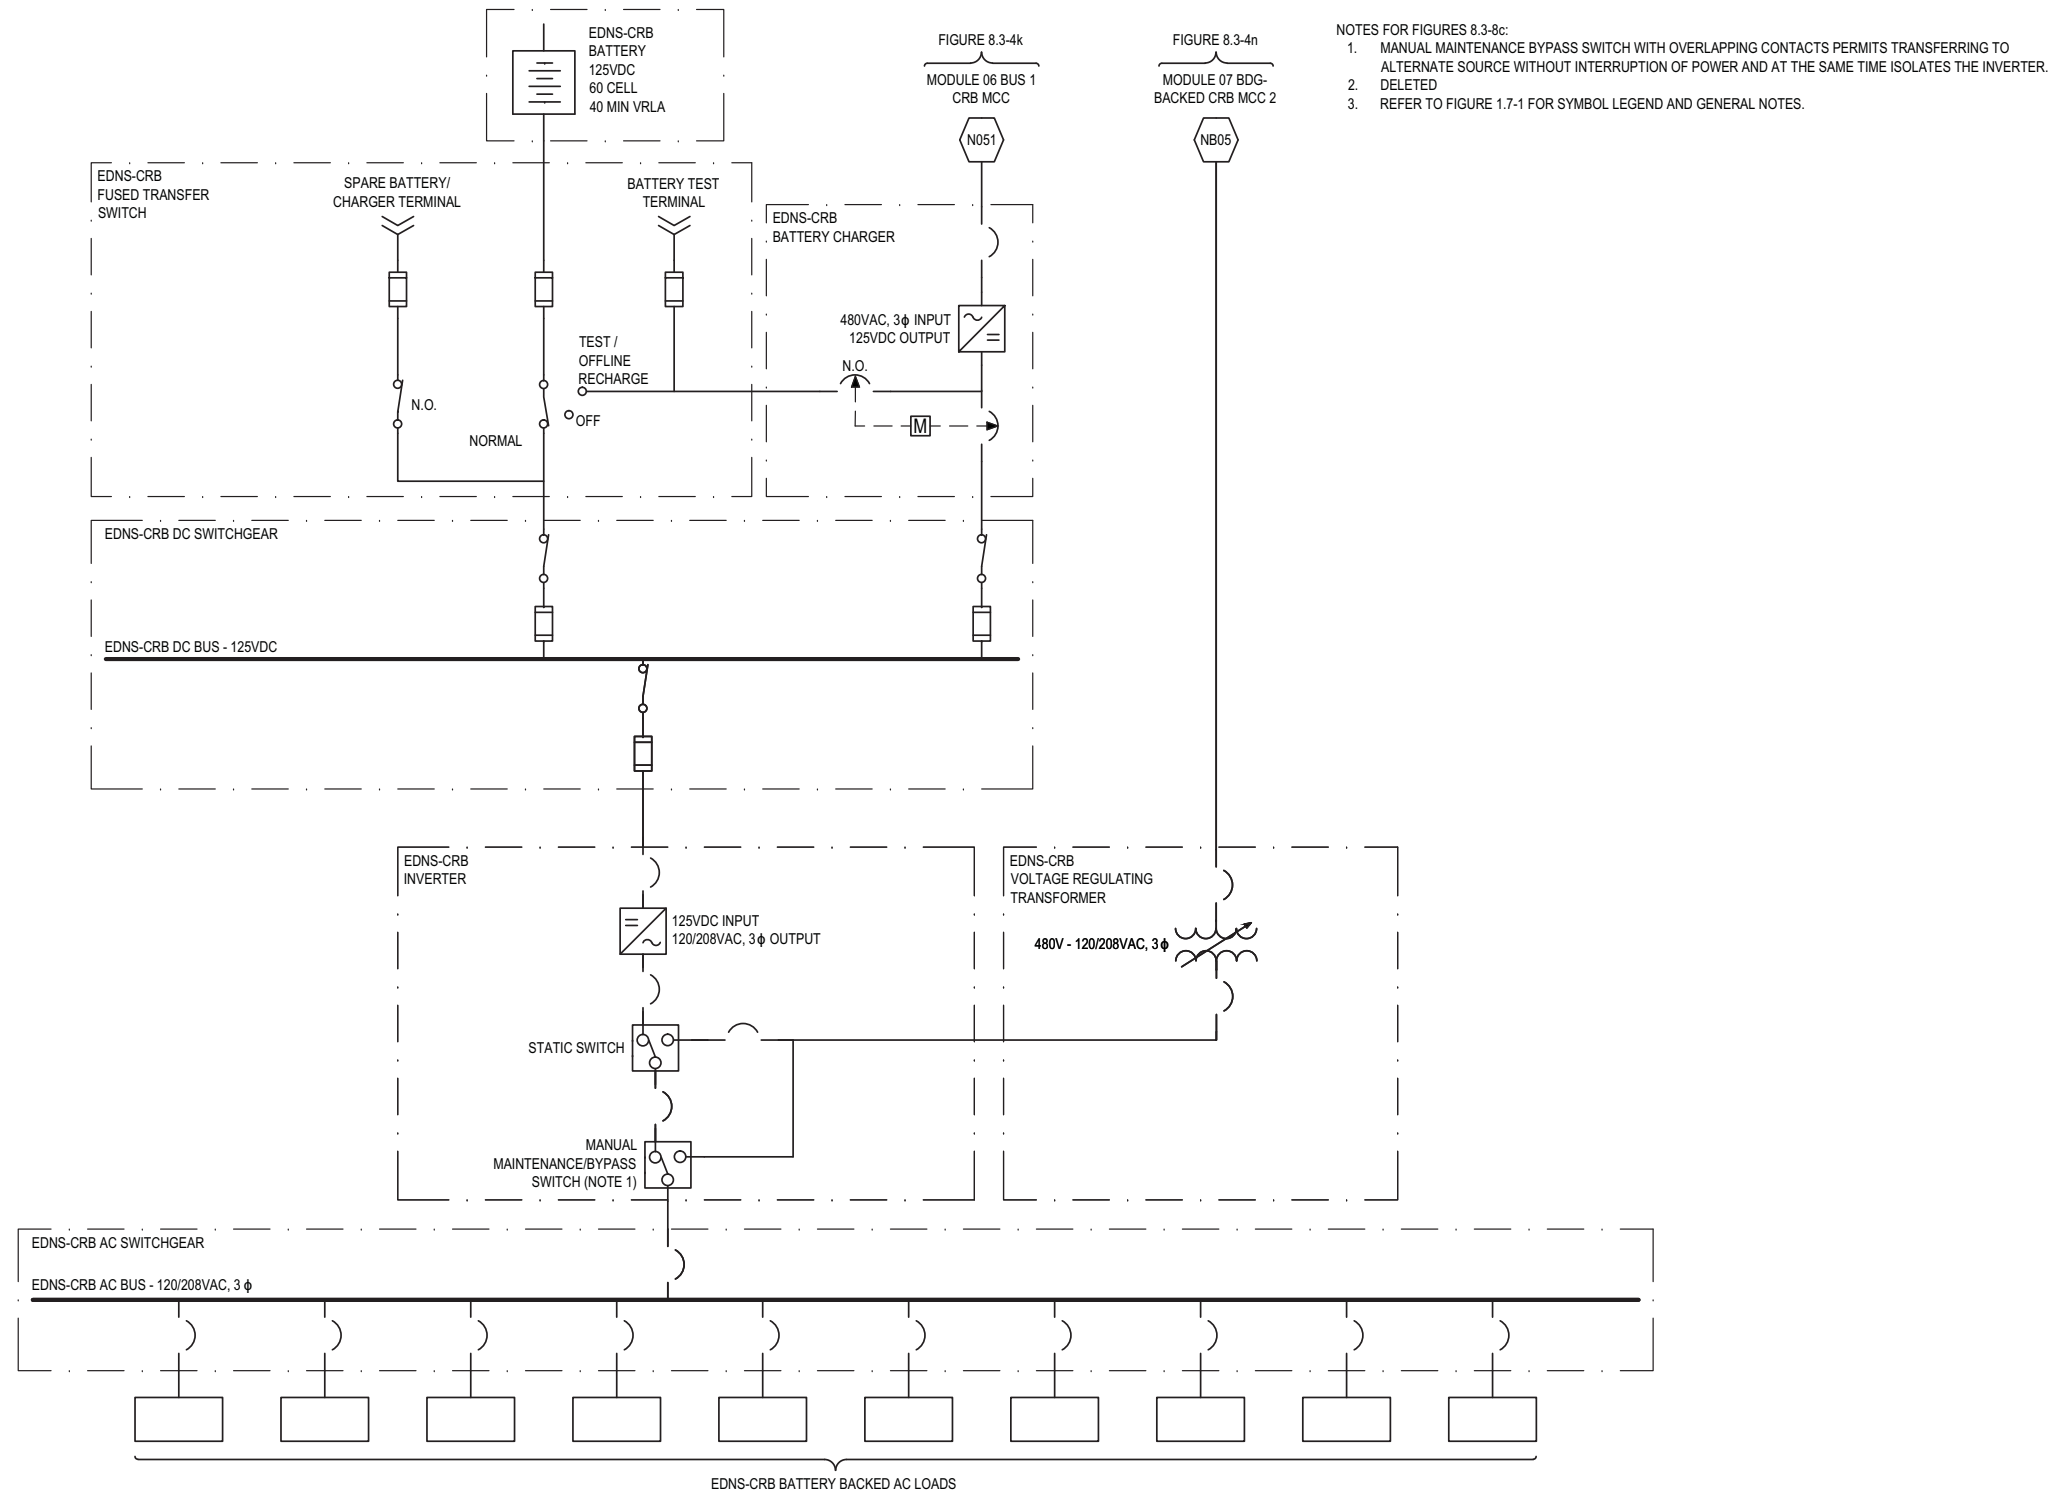 EDNS-CRB
BATTERY
125VDC
60 CELL
40 MIN VRLA
FIGURE 8.3-4k
MODULE 06 BUS 1
CRB MCC
N051
FIGURE 8.3-4n
MODULE 07 BDG-
BACKED CRB MCC 2
NB05
NOTES FOR FIGURES 8.3-8c:
1. MANUAL MAINTENANCE BYPASS SWITCH WITH OVERLAPPING CONTACTS PERMITS TRANSFERRING TO
ALTERNATE SOURCE WITHOUT INTERRUPTION OF POWER AND AT THE SAME TIME ISOLATES THE INVERTER.
2. DELETED
3. REFER TO FIGURE 1.7-1 FOR SYMBOL LEGEND AND GENERAL NOTES.
EDNS-CRB
FUSED TRANSFER
SWITCH
SPARE BATTERY/
CHARGER TERMINAL
BATTERY TEST
TERMINAL
EDNS-CRB
BATTERY CHARGER
480VAC, 3ϕ INPUT
125VDC OUTPUT
TEST /
OFFLINE
RECHARGE
N.O.
N.O.
OFF
M
NORMAL
EDNS-CRB DC SWITCHGEAR
EDNS-CRB DC BUS - 125VDC
EDNS-CRB
INVERTER
125VDC INPUT
120/208VAC, 3ϕ OUTPUT
EDNS-CRB
VOLTAGE REGULATING
TRANSFORMER
480V - 120/208VAC, 3ϕ
STATIC SWITCH
MANUAL
MAINTENANCE/BYPASS
SWITCH (NOTE 1)
EDNS-CRB AC SWITCHGEAR
EDNS-CRB AC BUS - 120/208VAC, 3 ϕ
EDNS-CRB BATTERY BACKED AC LOADS